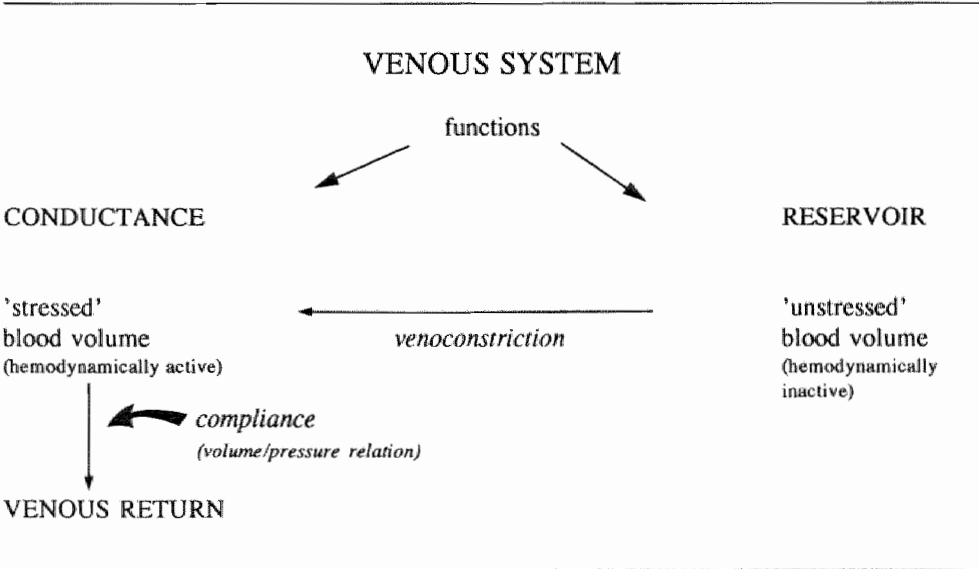 VENOUS SYSTEM
functions
CONDUCTANCE
RESERVOIR
'stressed'
blood volume
(hemodynamically active)
venoconstriction
'unstressed'
blood volume
(hemodynamically
inactive)
compliance
(volume/pressure relation)
VENOUS RETURN